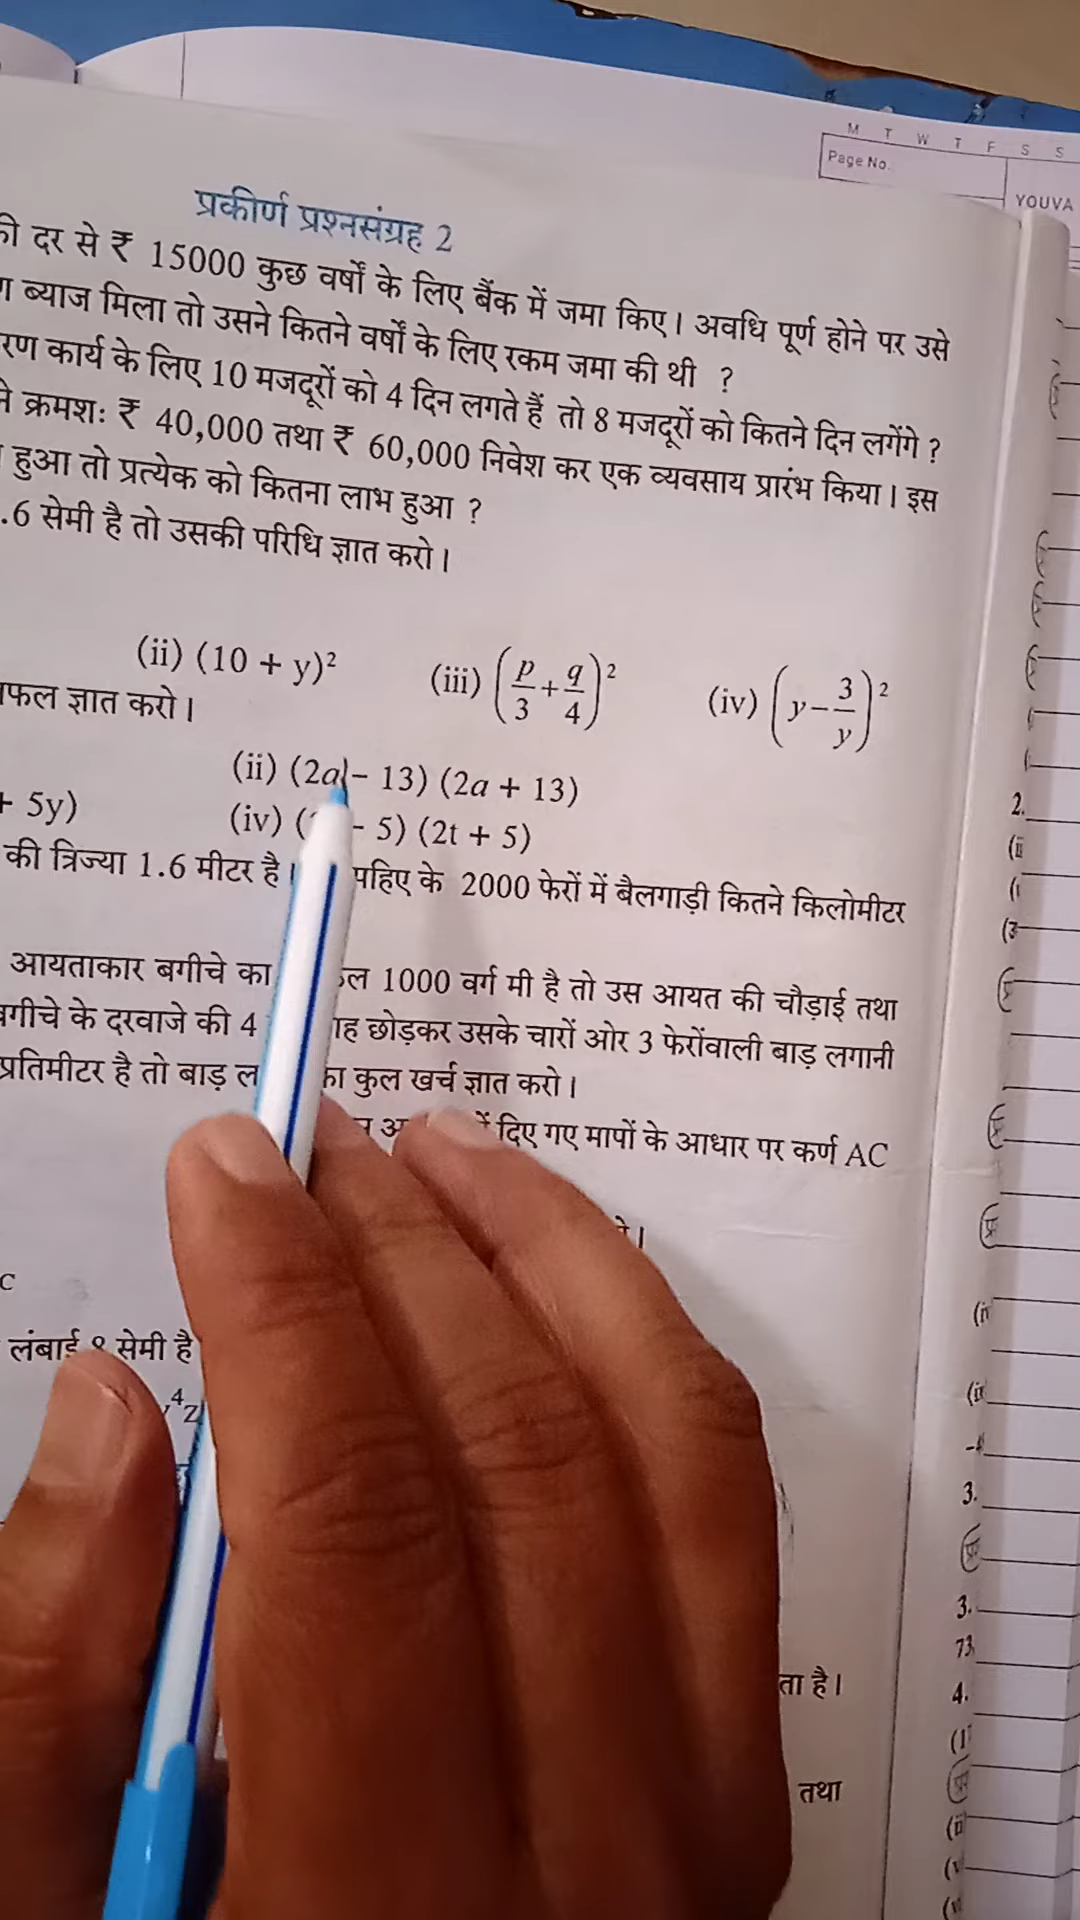 M T W T F S S
Page No.
YOUVA
प्रकीर्ण प्रश्नसंग्रह 2
की दर से ₹ 15000 कुछ वर्षों के लिए बैंक में जमा किए। अवधि पूर्ण होने पर उसे
ब्याज मिला तो उसने कितने वर्षों के लिए रकम जमा की थी ?
रण कार्य के लिए 10 मजदूरों को 4 दिन लगते हैं तो 8 मजदूरों को कितने दिन लगेंगे ?
ने क्रमशः ₹ 40,000 तथा ₹ 60,000 निवेश कर एक व्यवसाय प्रारंभ किया। इस
हुआ तो प्रत्येक को कितना लाभ हुआ ?
.6 सेमी है तो उसकी परिधि ज्ञात करो।
(ii) (10 + y)² (iii) (p/3 + q/4)² (iv) (y − 3/y)²
फल ज्ञात करो।
(ii) (2a − 13) (2a + 13)
+ 5y) (iv) ( - 5) (2t + 5)
की त्रिज्या 1.6 मीटर है। पहिए के 2000 फेरों में बैलगाड़ी कितने किलोमीटर
आयताकार बगीचे का ल 1000 वर्ग मी है तो उस आयत की चौड़ाई तथा
बगीचे के दरवाजे की 4 छोड़कर उसके चारों ओर 3 फेरोंवाली बाड़ लगानी
प्रतिमीटर है तो बाड़ ल का कुल खर्च ज्ञात करो।
दिए गए मापों के आधार पर कर्ण AC
C
लंबाई 8 सेमी है
⁴z
ता है।
तथा
2.
3.
3.
73
4.